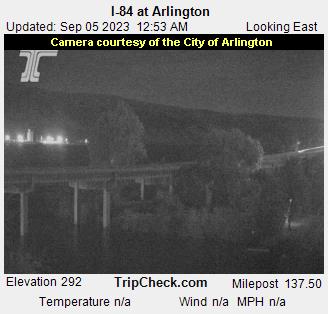 I-84 at Arlington
Updated: Sep 05 2023 12:53 AM Looking East
Camera courtesy of the City of Arlington
Elevation 292 TripCheck.com Milepost 137.50
Temperature n/a Wind n/a MPH n/a